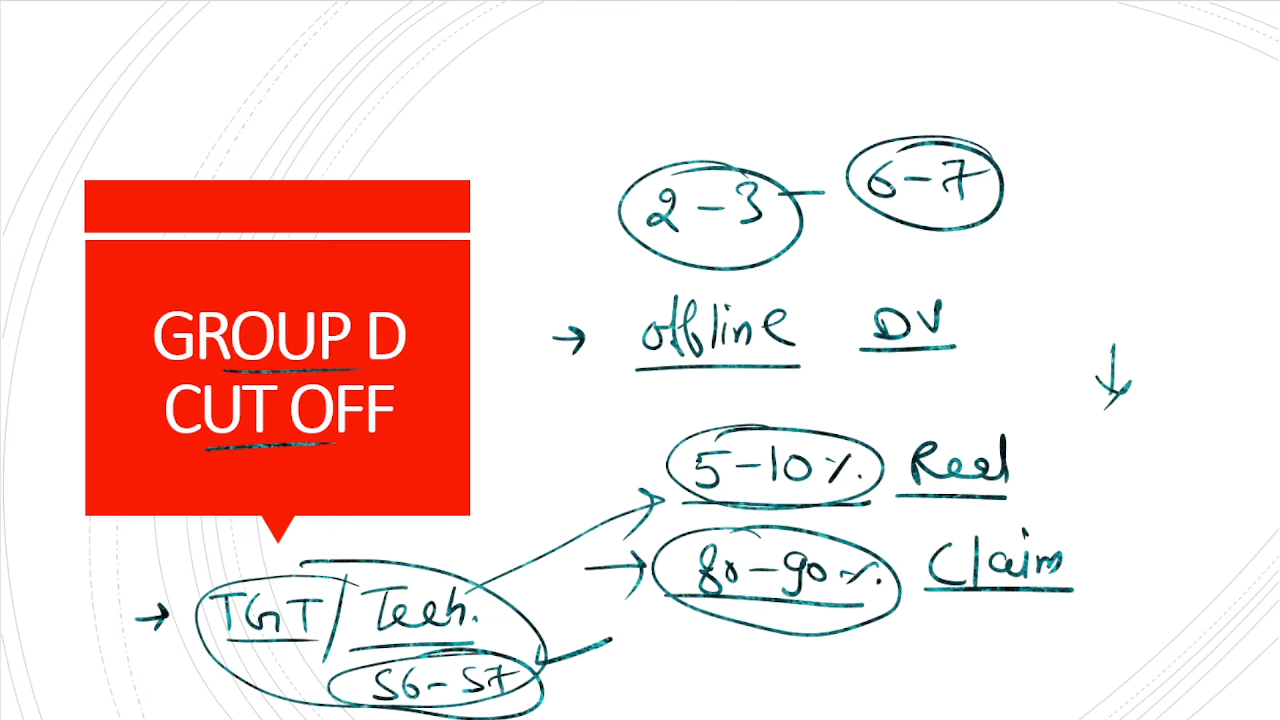 GROUP D
CUT OFF
2-3 - 6-7
→ offline DV
↓
5-10%. Reel
→ 80-90%. Claim
→ TGT/Tech.
56-57